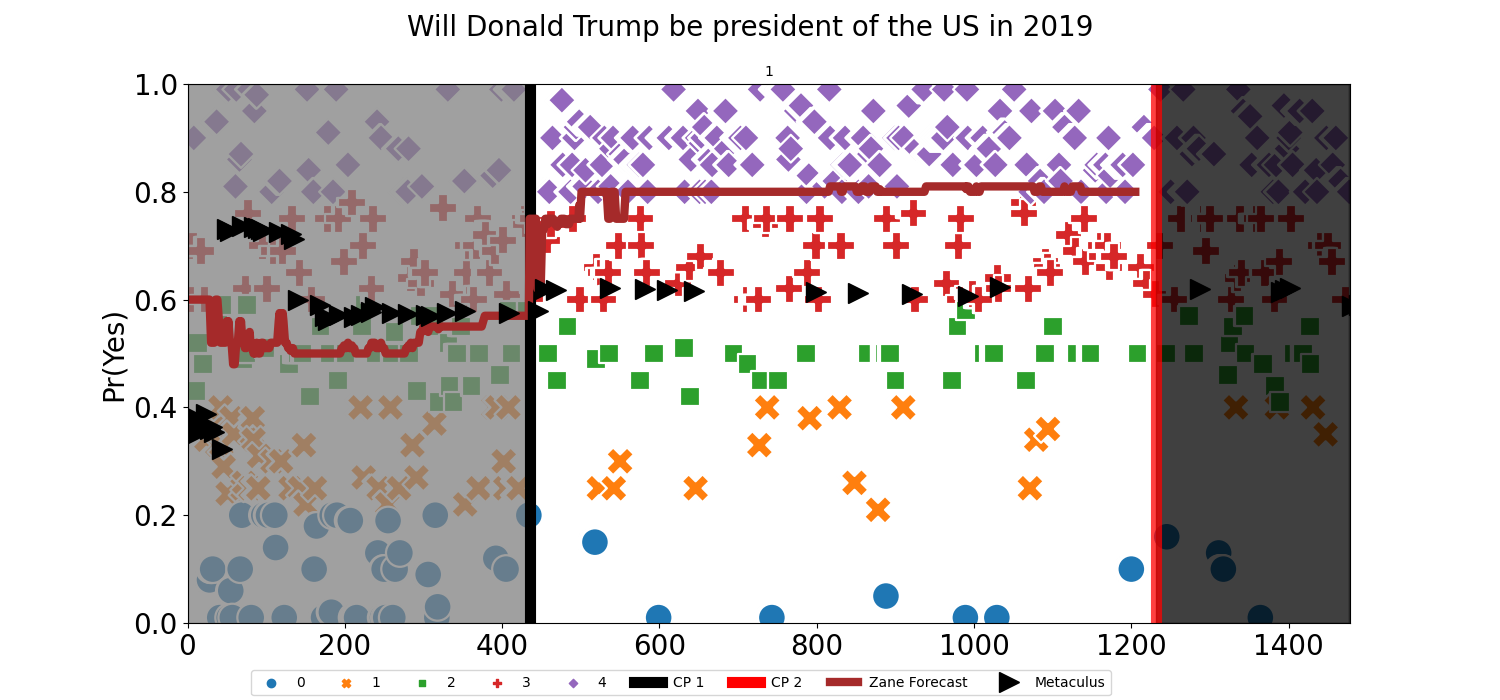 Will Donald Trump be president of the US in 2019
1
1.0
0.8
0.6
0.4
0.2
0.0
Pr(Yes)
0 200 400 600 800 1000 1200 1400
0 1 2 3 4 CP 1 CP 2 Zane Forecast Metaculus